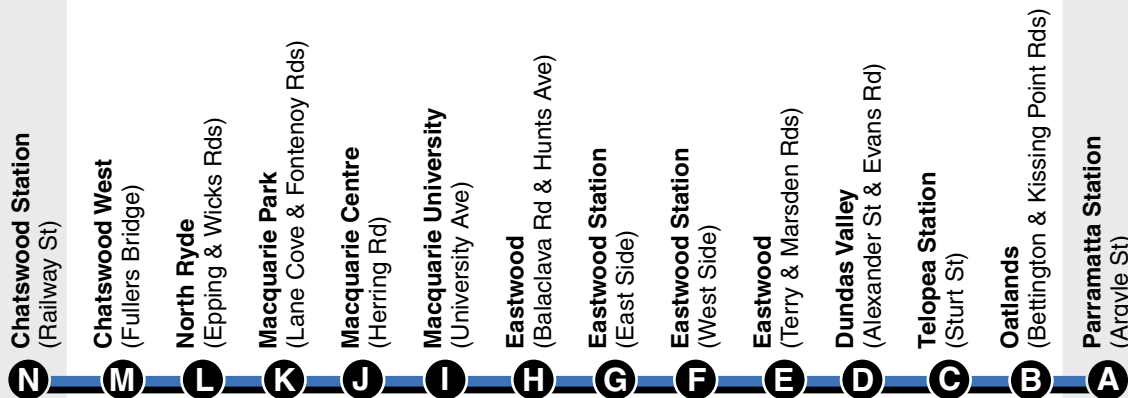 Chatswood Station
(Railway St)
Chatswood West
(Fullers Bridge)
North Ryde
(Epping & Wicks Rds)
Macquarie Park
(Lane Cove & Fontenoy Rds)
Macquarie Centre
(Herring Rd)
Macquarie University
(University Ave)
Eastwood
(Balaclava Rd & Hunts Ave)
Eastwood Station
(East Side)
Eastwood Station
(West Side)
Eastwood
(Terry & Marsden Rds)
Dundas Valley
(Alexander St & Evans Rd)
Telopea Station
(Sturt St)
Oatlands
(Bettington & Kissing Point Rds)
Parramatta Station
(Argyle St)
N M L K J I H G F E D C B A